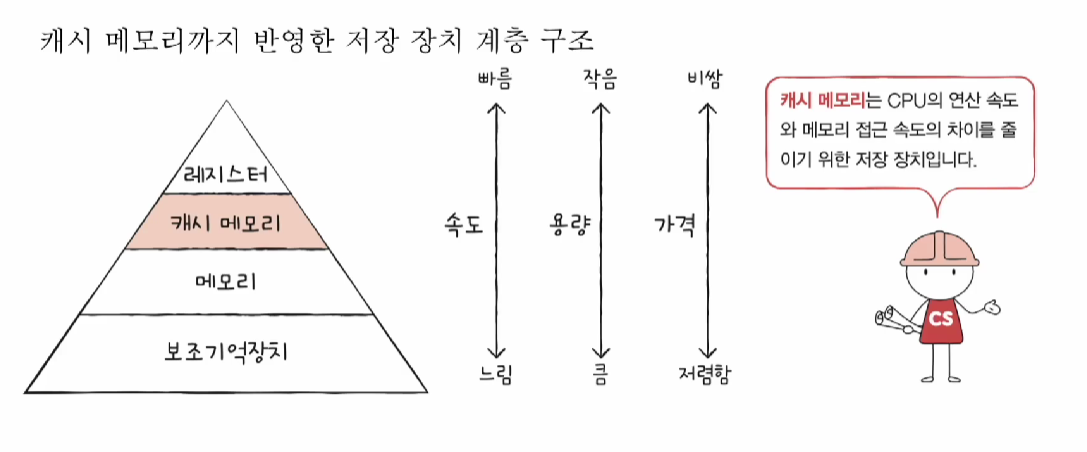 캐시 메모리까지 반영한 저장 장치 계층 구조
빠름
작음
비쌈
레지스터
캐시 메모리
메모리
보조기억장치
속도
용량
가격
느림
큼
저렴함
캐시 메모리는 CPU의 연산 속도
와 메모리 접근 속도의 차이를 줄
이기 위한 저장 장치입니다.
CS